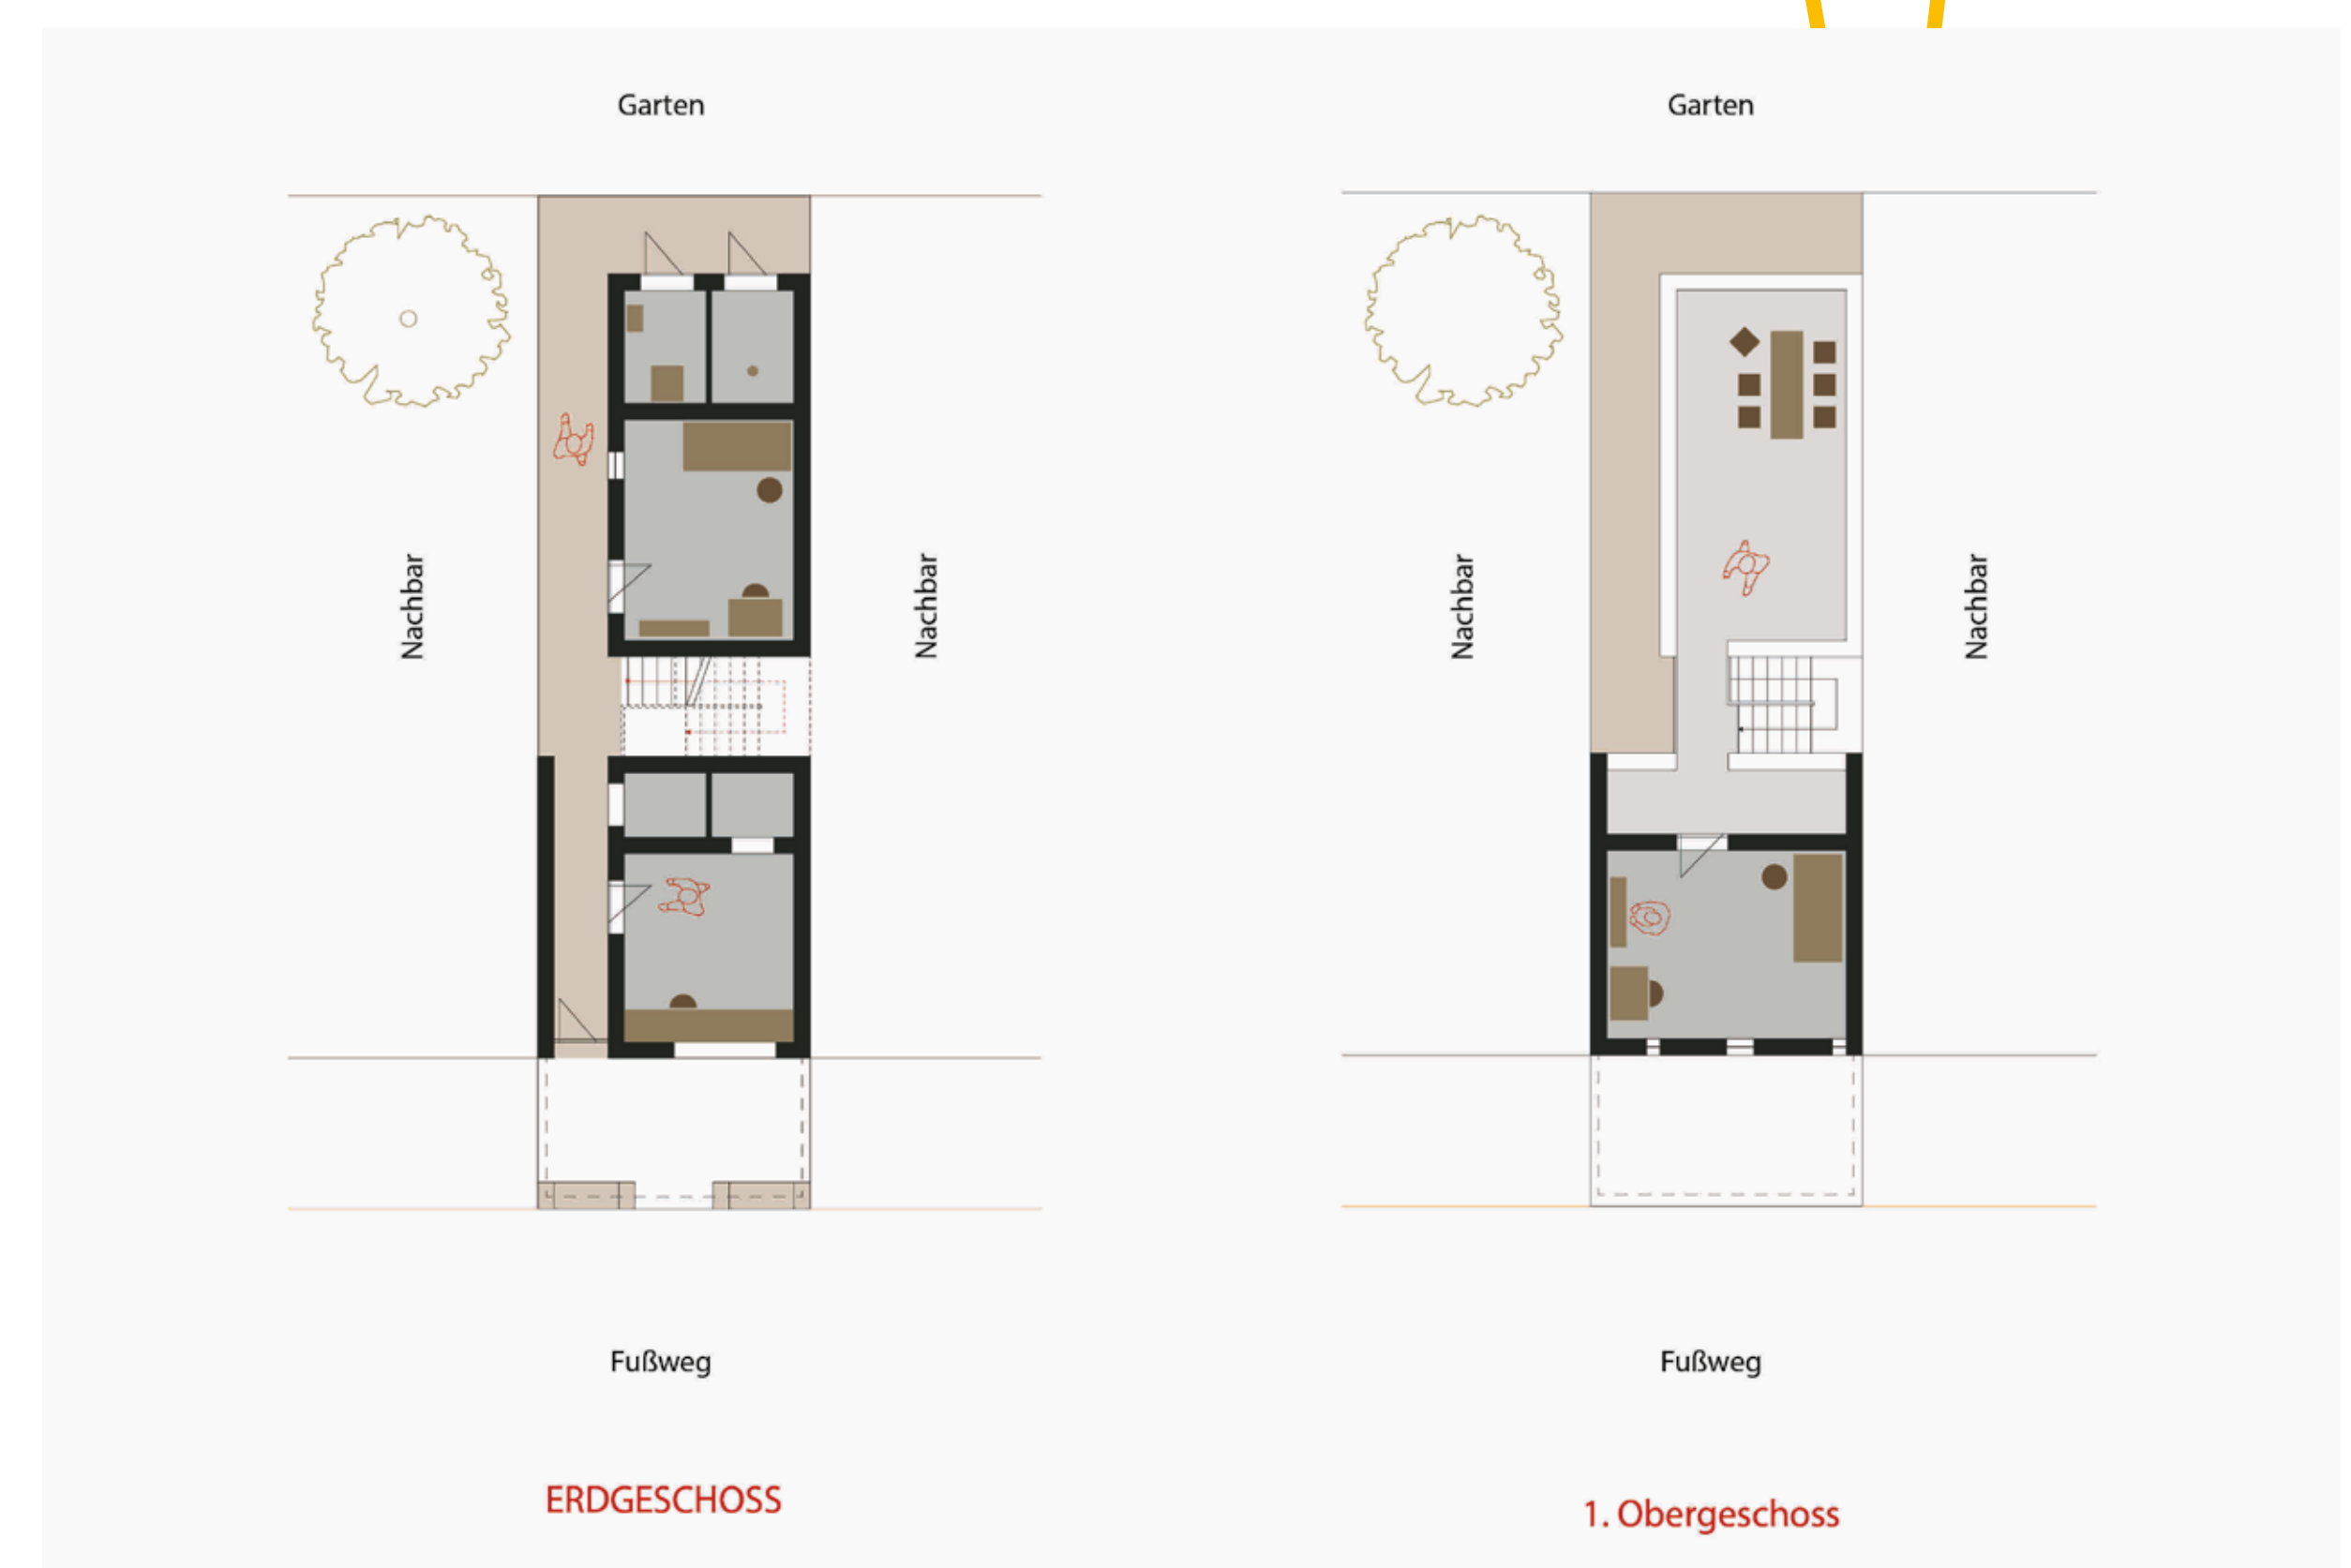 Garten
Garten
Nachbar
Nachbar
Nachbar
Nachbar
Fußweg
Fußweg
ERDGESCHOSS
1. Obergeschoss